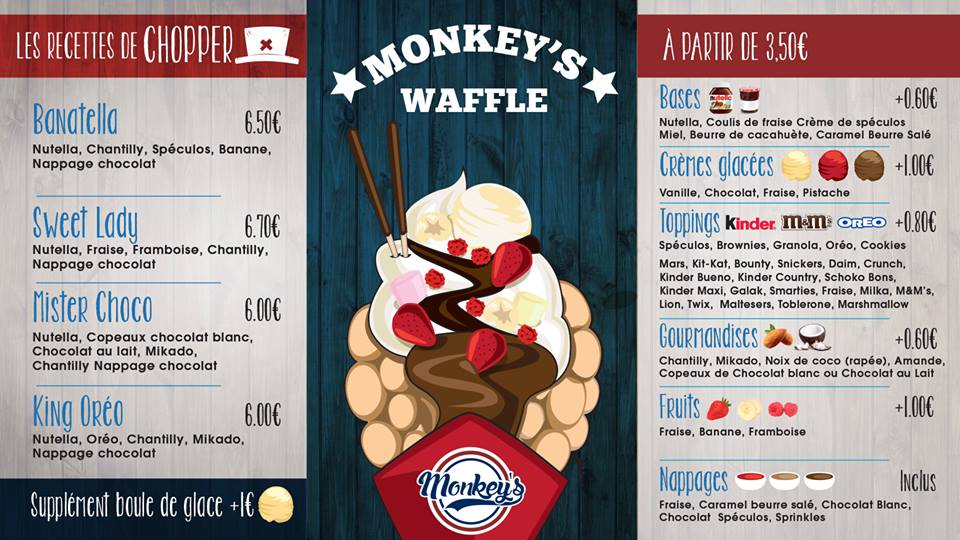 LES RECETTES DE CHOPPER
Banatella 6.50€
Nutella, Chantilly, Spéculos, Banane,
Nappage chocolat
Sweet Lady 6.70€
Nutella, Fraise, Framboise, Chantilly,
Nappage chocolat
Mister Choco 6.00€
Nutella, Copeaux chocolat blanc,
Chocolat au lait, Mikado,
Chantilly Nappage chocolat
King Oréo 6.00€
Nutella, Oréo, Chantilly, Mikado,
Nappage chocolat
Supplément boule de glace +1€
MONKEY'S
WAFFLE
Monkey's
À PARTIR DE 3,50€
Bases nutella +0.60€
Nutella, Coulis de fraise Crème de spéculos
Miel, Beurre de cacahuète, Caramel Beurre Salé
Crèmes glacées +1.00€
Vanille, Chocolat, Fraise, Pistache
Toppings Kinder m&m's OREO +0.80€
Spéculos, Brownies, Granola, Oréo, Cookies
Mars, Kit-Kat, Bounty, Snickers, Daim, Crunch,
Kinder Bueno, Kinder Country, Schoko Bons,
Kinder Maxi, Galak, Smarties, Fraise, Milka, M&M's,
Lion, Twix, Maltesers, Toblerone, Marshmallow
Gourmandises +0.60€
Chantilly, Mikado, Noix de coco (rapée), Amande,
Copeaux de Chocolat blanc ou Chocolat au Lait
Fruits +1.00€
Fraise, Banane, Framboise
Nappages Inclus
Fraise, Caramel beurre salé, Chocolat Blanc,
Chocolat Spéculos, Sprinkles